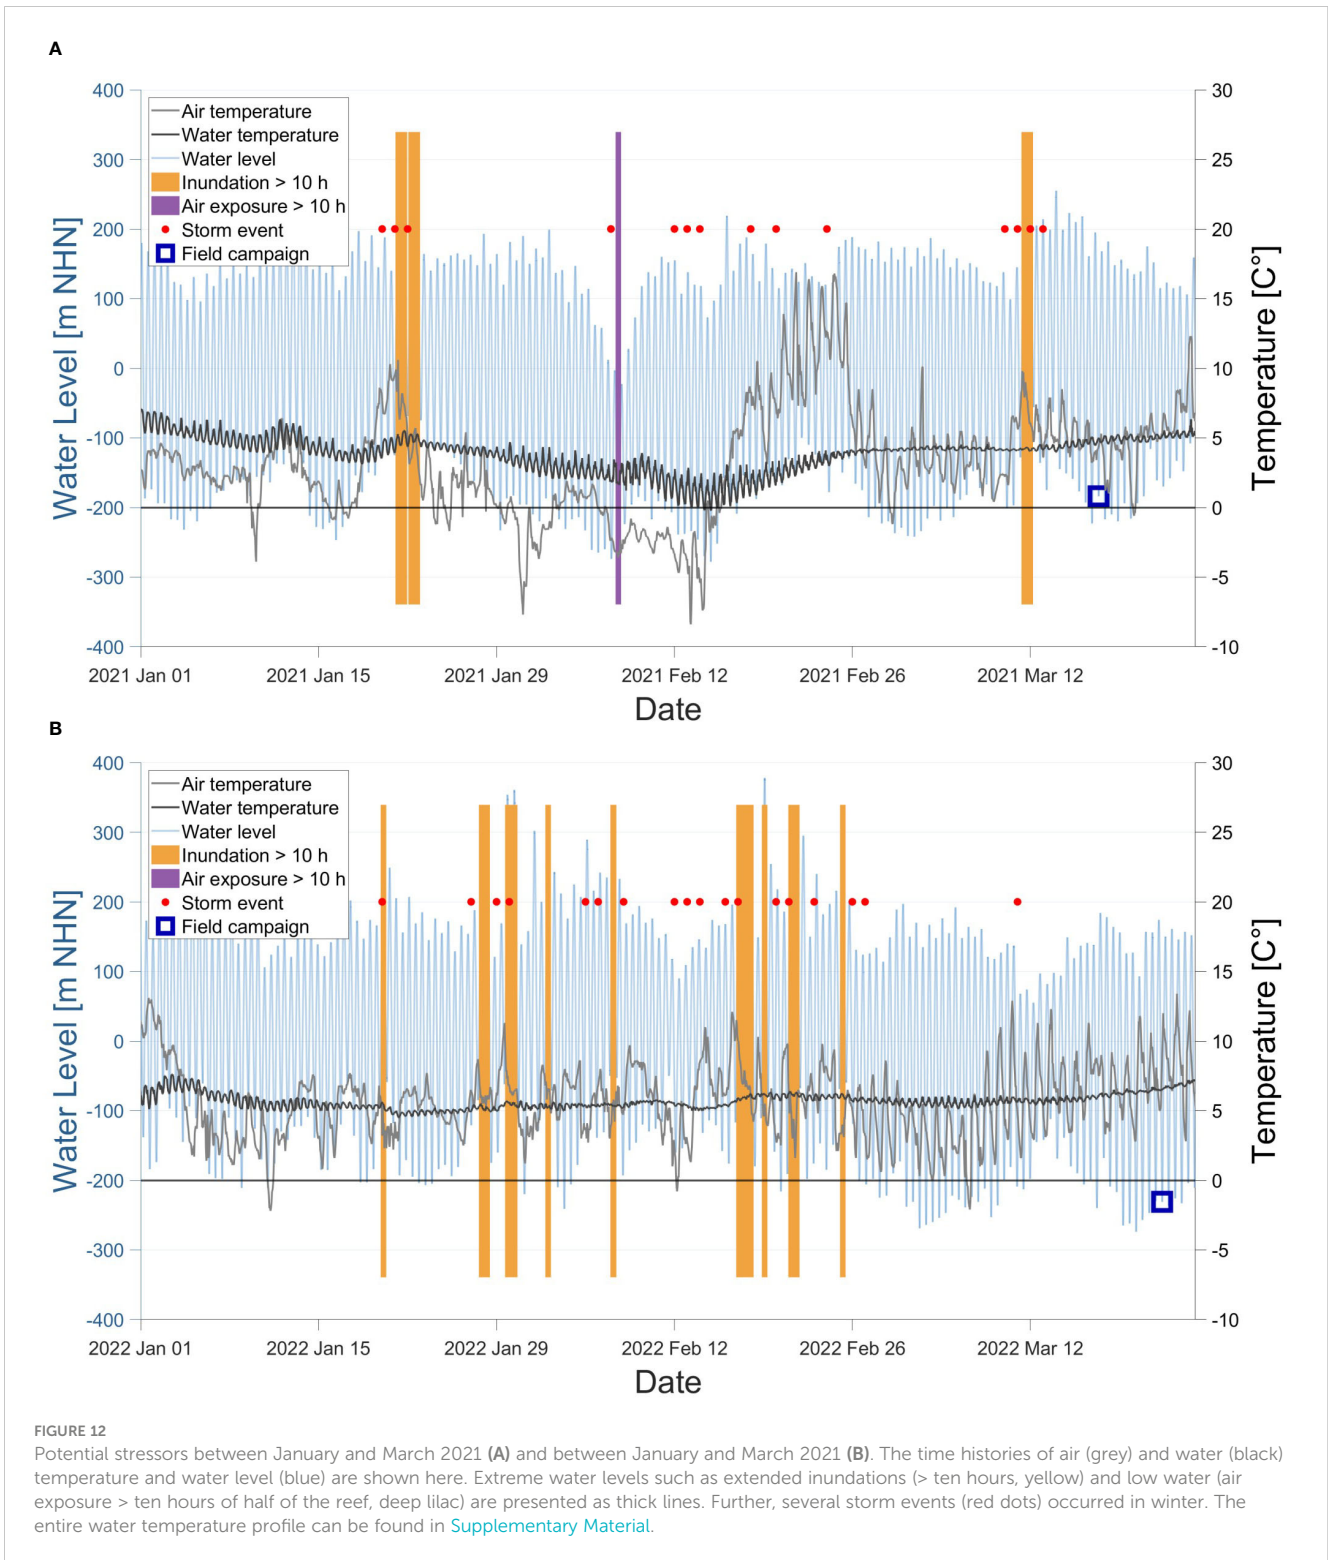 A
400
300
200
100
0
-100
-200
-300
-400
Water Level [m NHN]
30
25
20
15
10
5
0
-5
-10
Temperature [C°]
Air temperature
Water temperature
Water level
Inundation > 10 h
Air exposure > 10 h
Storm event
Field campaign
2021 Jan 01
2021 Jan 15
2021 Jan 29
2021 Feb 12
2021 Feb 26
2021 Mar 12
Date
B
400
300
200
100
0
-100
-200
-300
-400
Water Level [m NHN]
30
25
20
15
10
5
0
-5
-10
Temperature [C°]
Air temperature
Water temperature
Water level
Inundation > 10 h
Air exposure > 10 h
Storm event
Field campaign
2022 Jan 01
2022 Jan 15
2022 Jan 29
2022 Feb 12
2022 Feb 26
2022 Mar 12
Date
FIGURE 12
Potential stressors between January and March 2021 (A) and between January and March 2021 (B). The time histories of air (grey) and water (black)
temperature and water level (blue) are shown here. Extreme water levels such as extended inundations (> ten hours, yellow) and low water (air
exposure > ten hours of half of the reef, deep lilac) are presented as thick lines. Further, several storm events (red dots) occurred in winter. The
entire water temperature profile can be found in Supplementary Material.